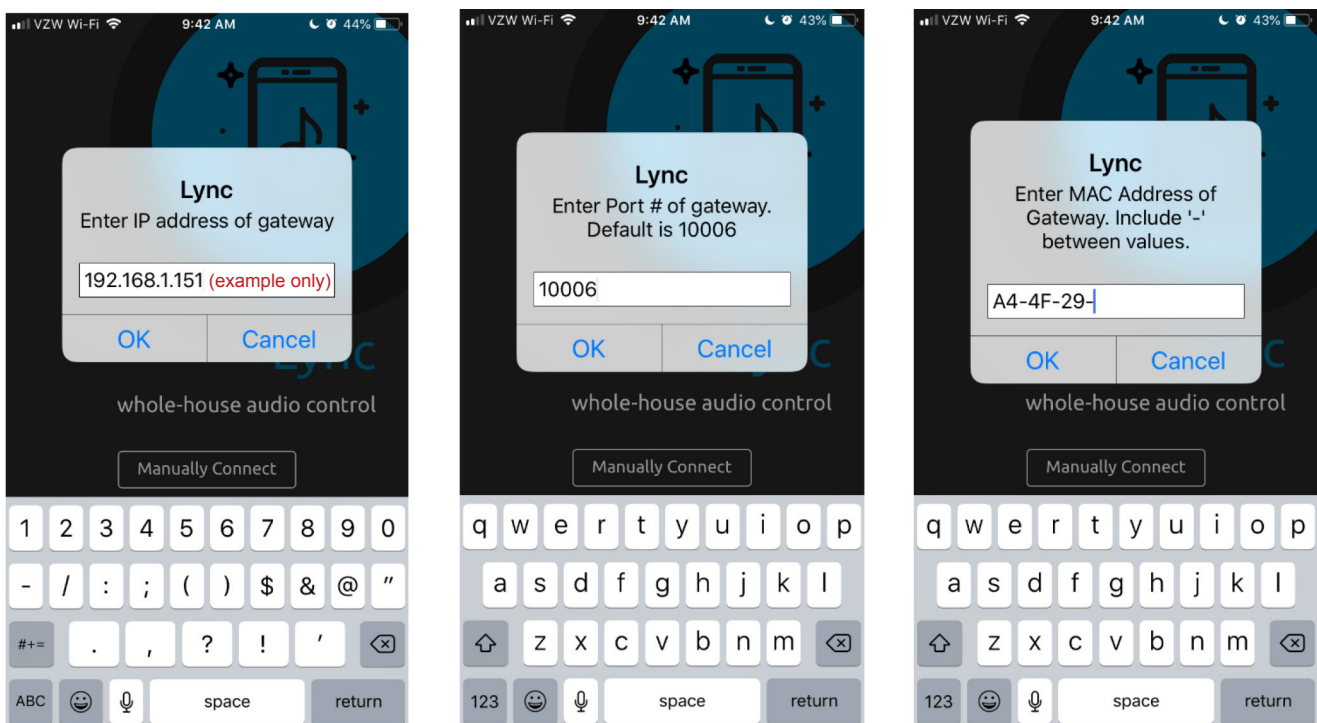 VZW Wi-Fi 9:42 AM 44%
Lync
Enter IP address of gateway
192.168.1.151 (example only)
OK Cancel
Lync
whole-house audio control
Manually Connect
1 2 3 4 5 6 7 8 9 0
- / : ; ( ) $ & @ "
#+= . , ? ! '
ABC space return
VZW Wi-Fi 9:42 AM 43%
Lync
Enter Port # of gateway.
Default is 10006
10006
OK Cancel
C
whole-house audio control
Manually Connect
q w e r t y u i o p
a s d f g h j k l
z x c v b n m
123 space return
VZW Wi-Fi 9:42 AM 43%
Lync
Enter MAC Address of
Gateway. Include '-'
between values.
A4-4F-29-
OK Cancel
C
whole-house audio control
Manually Connect
q w e r t y u i o p
a s d f g h j k l
z x c v b n m
123 space return